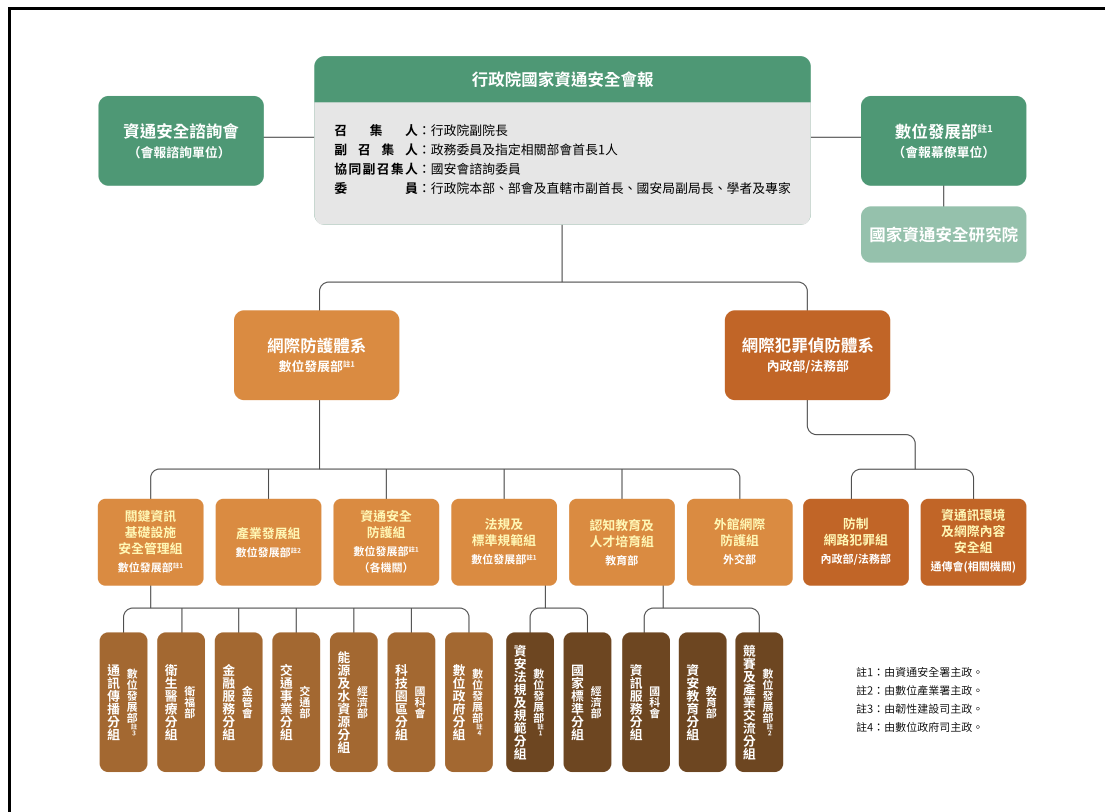 行政院國家資通安全會報
資通安全諮詢會
（會報諮詢單位）
召集人：行政院副院長
副召集人：政務委員及指定相關部會首長1人
協同副召集人：國安會諮詢委員
委員：行政院本部、部會及直轄市副首長、國安局副局長、學者及專家
數位發展部註1
（會報幕僚單位）
國家資通安全研究院
網際防護體系
數位發展部註1
網際犯罪偵防體系
內政部/法務部
關鍵資訊
基礎設施
安全管理組
數位發展部註1
產業發展組
數位發展部註2
資通安全
防護組
數位發展部註1
（各機關）
法規及
標準規範組
數位發展部註1
認知教育及
人才培育組
教育部
外館網際
防護組
外交部
防制
網路犯罪組
內政部/法務部
資通訊環境
及網際內容
安全組
通傳會(相關機關)
通訊傳播分組
數位發展部註3
衛生醫療分組
衛福部
金融服務分組
金管會
交通事業分組
交通部
能源及水資源分組
經濟部
科技園區分組
國科會
數位政府分組
數位發展部註4
資安法規及規範分組
數位發展部註1
國家標準分組
經濟部
資訊服務分組
國科會
資安教育分組
教育部
競賽及產業交流分組
數位發展部註2
註1：由資通安全署主政。
註2：由數位產業署主政。
註3：由韌性建設司主政。
註4：由數位政府司主政。